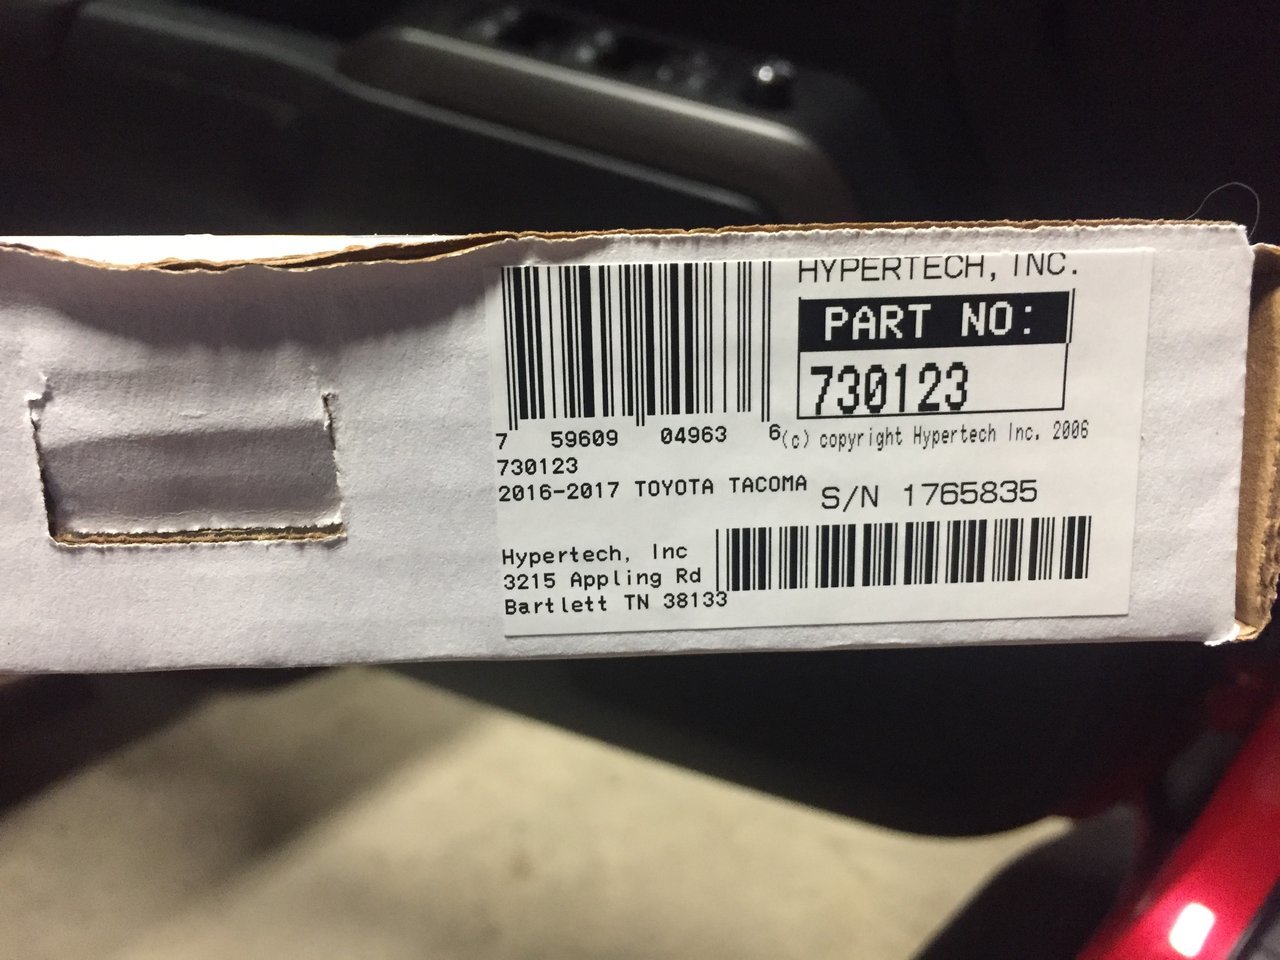 HYPERTECH, INC.
PART NO:
730123
7 59609 04963 6
(c) copyright Hypertech Inc. 2006
730123
2016-2017 TOYOTA TACOMA
S/N 1765835
Hypertech, Inc
3215 Appling Rd
Bartlett TN 38133